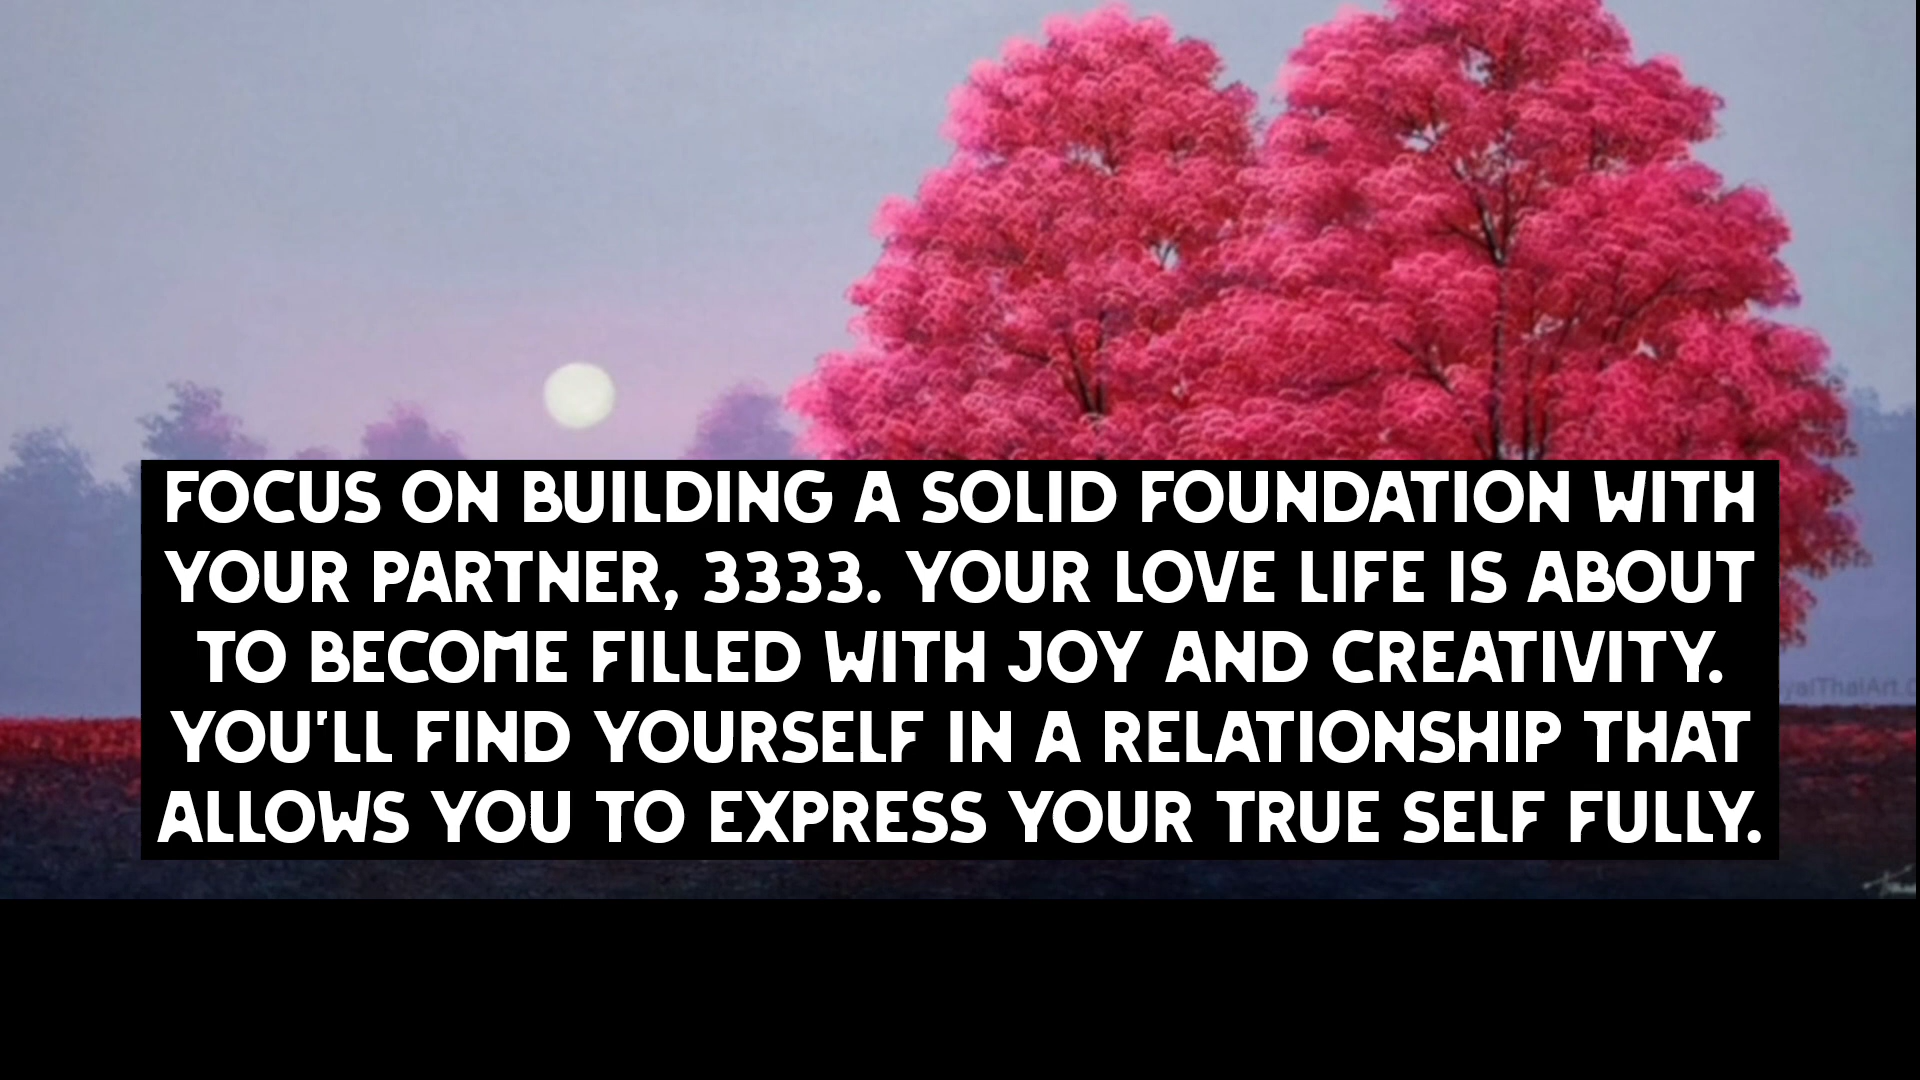 FOCUS ON BUILDING A SOLID FOUNDATION WITH
YOUR PARTNER, 3333. YOUR LOVE LIFE IS ABOUT
TO BECOME FILLED WITH JOY AND CREATIVITY.
YOU'LL FIND YOURSELF IN A RELATIONSHIP THAT
ALLOWS YOU TO EXPRESS YOUR TRUE SELF FULLY.